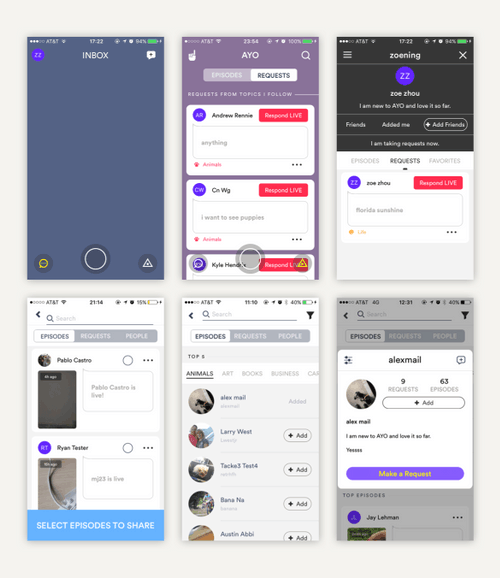 AT&T 17:22 94%
ZZ INBOX
AT&T 23:54 100%
AYO
EPISODES REQUESTS
REQUESTS FROM TOPICS I FOLLOW
AR Andrew Rennie Respond LIVE
anything
Animals
CW Cn Wg Respond LIVE
i want to see puppies
Animals
Kyle Respond LIVE
AT&T 17:22 94%
zoening
ZZ
zoe zhou
I am new to AYO and love it so far.
Friends Added me + Add Friends
I am taking requests now.
EPISODES REQUESTS FAVORITES
ZZ zoe zhou Respond LIVE
florida sunshine
Life
AT&T 21:14 15%
Search
EPISODES REQUESTS PEOPLE
Pablo Castro
Pablo Castro is
live!
RT Ryan Tester
mj23 is live
SELECT EPISODES TO SHARE
AT&T 11:10 40%
Search
EPISODES REQUESTS PEOPLE
TOP 5
ANIMALS ART BOOKS BUSINESS CAR
alex mail Added
alexmail
Larry West + Add
Tacke3 Test4 + Add
Bana Na + Add
banana
Austin Abbi + Add
AT&T 4G 12:31 40%
Search
EPISODES REQUESTS PEOPLE
alexmail
9 63
REQUESTS EPISODES
+ Add
alex mail
I am new to AYO and love it so far.
Yessss
Make a Request
TOP EPISODES
Jay Lehman